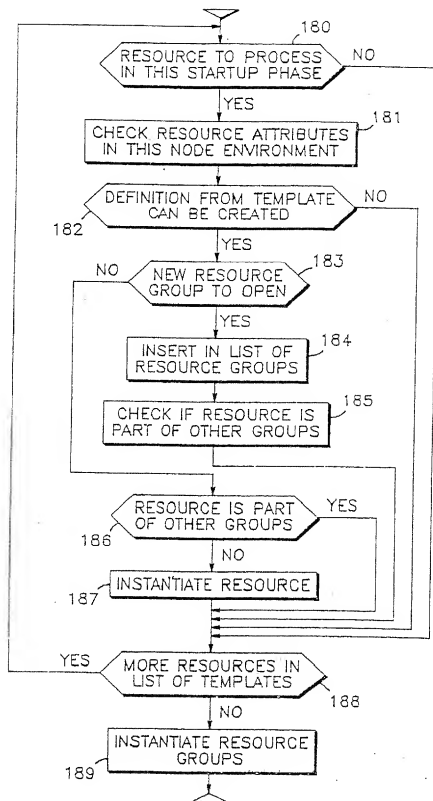 180
RESOURCE TO PROCESS
IN THIS STARTUP PHASE
NO
YES
181
CHECK RESOURCE ATTRIBUTES
IN THIS NODE ENVIRONMENT
DEFINITION FROM TEMPLATE
CAN BE CREATED
NO
182
YES
183
NO
NEW RESOURCE
GROUP TO OPEN
YES
184
INSERT IN LIST OF
RESOURCE GROUPS
185
CHECK IF RESOURCE IS
PART OF OTHER GROUPS
RESOURCE IS PART
OF OTHER GROUPS
YES
186
NO
INSTANTIATE RESOURCE
187
YES
MORE RESOURCES IN
LIST OF TEMPLATES
188
NO
INSTANTIATE RESOURCE
GROUPS
189